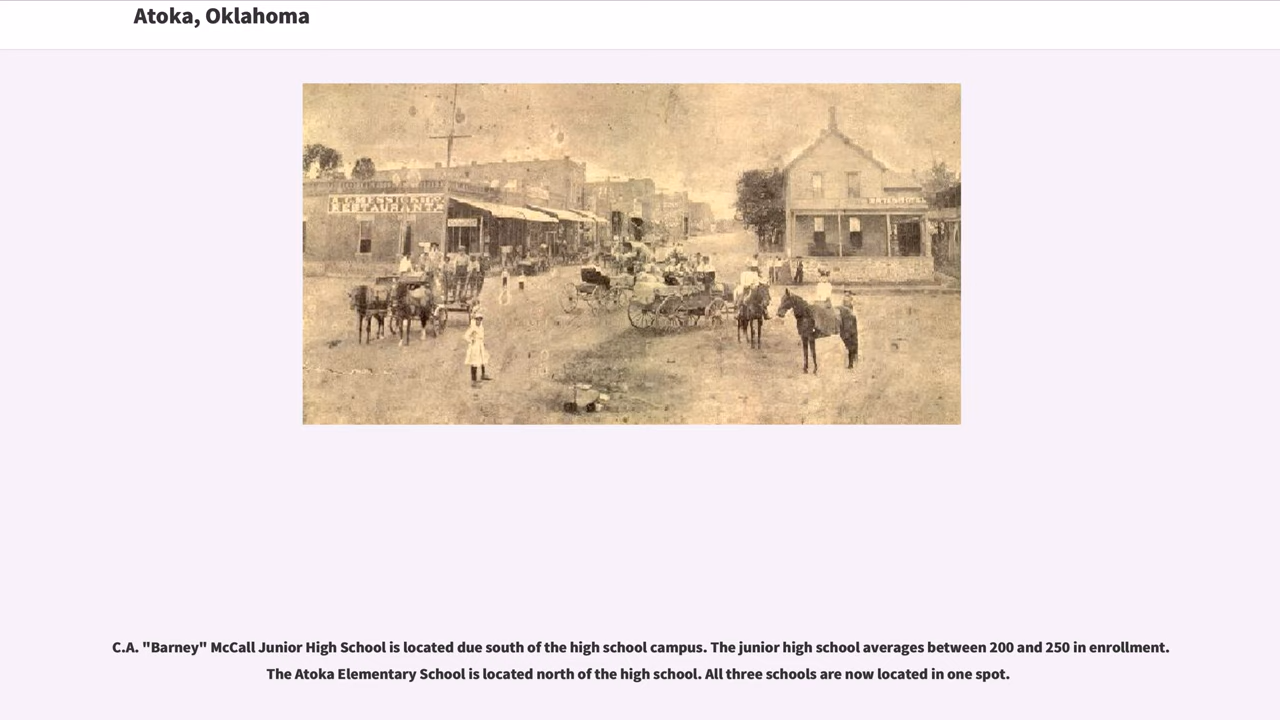 Atoka, Oklahoma
RESTAURANT
HOTEL
C.A. "Barney" McCall Junior High School is located due south of the high school campus. The junior high school averages between 200 and 250 in enrollment.
The Atoka Elementary School is located north of the high school. All three schools are now located in one spot.